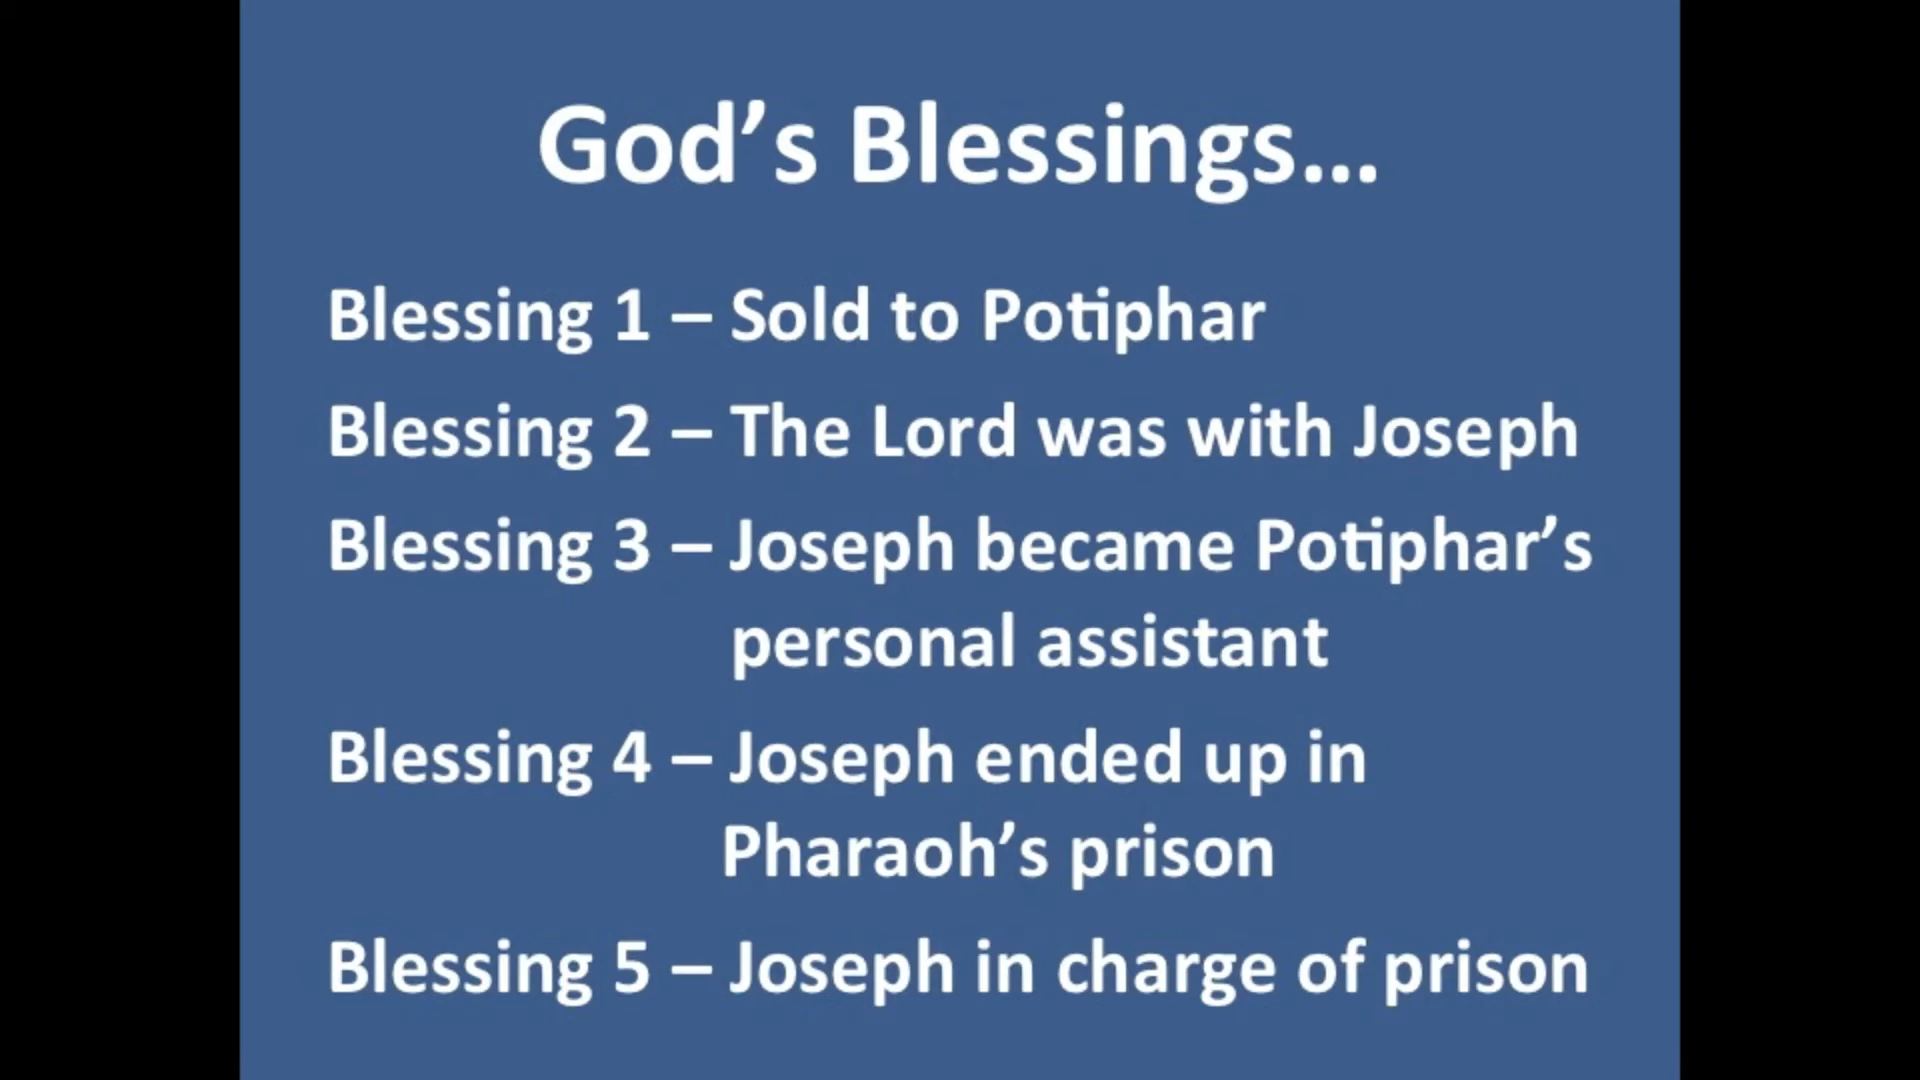 God’s Blessings...
Blessing 1 – Sold to Potiphar
Blessing 2 – The Lord was with Joseph
Blessing 3 – Joseph became Potiphar’s
personal assistant
Blessing 4 – Joseph ended up in
Pharaoh’s prison
Blessing 5 – Joseph in charge of prison